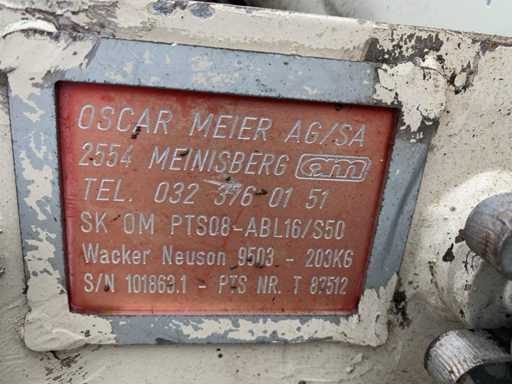 OSCAR MEIER AG/SA
2554 MEINISBERG om
TEL. 032 376 01 51
SK OM PTS08-ABL16/S50
Wacker Neuson 9503 - 203KG
S/N 101863.1 - PTS NR. T 83512